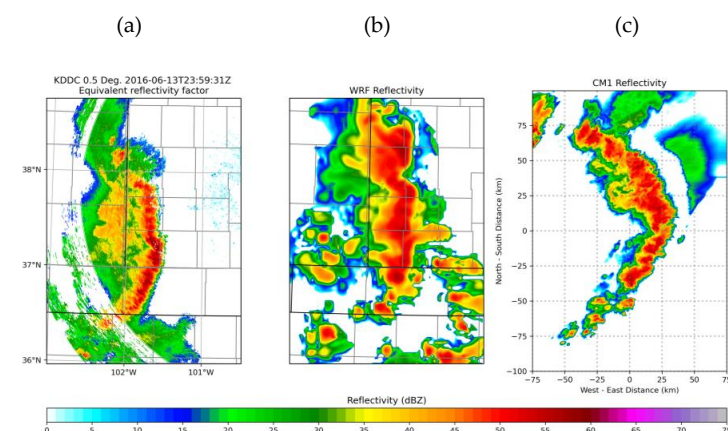 (a)
(b)
(c)
KDDC 0.5 Deg. 2016-06-13T23:59:31Z
Equivalent reflectivity factor
WRF Reflectivity
CM1 Reflectivity
38°N
37°N
36°N
102°W
101°W
North - South Distance (km)
75
50
25
0
−25
−50
−75
−100
−75
−50
−25
0
25
50
75
West - East Distance (km)
Reflectivity (dBZ)
0
5
10
15
20
25
30
35
40
45
50
55
60
65
70